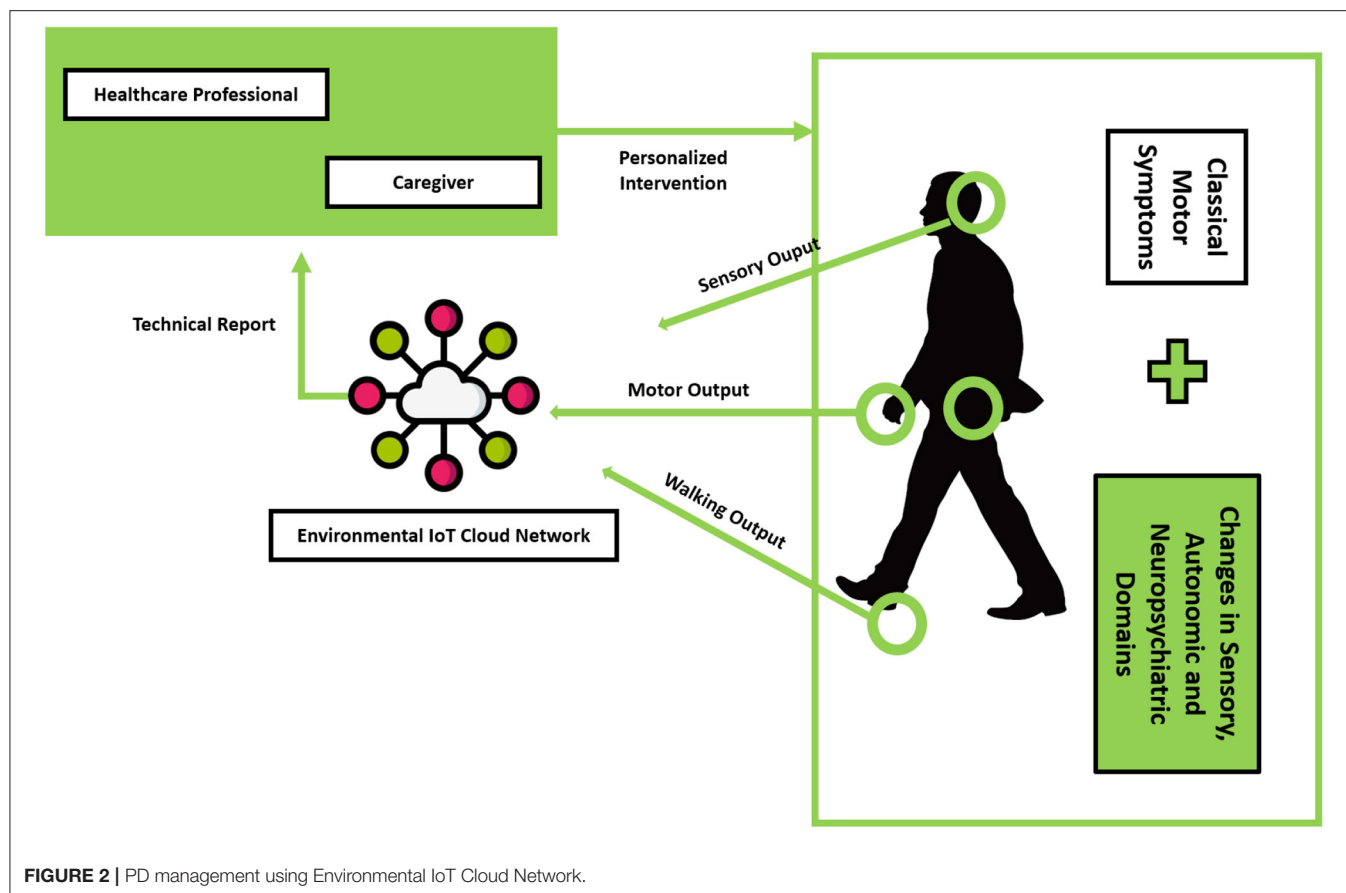 Healthcare Professional
Caregiver
Personalized
Intervention
Technical Report
Environmental IoT Cloud Network
Sensory Ouput
Motor Output
Walking Output
Classical
Motor
Symptoms
Changes in Sensory,
Autonomic and
Neuropsychiatric
Domains
FIGURE 2 | PD management using Environmental IoT Cloud Network.